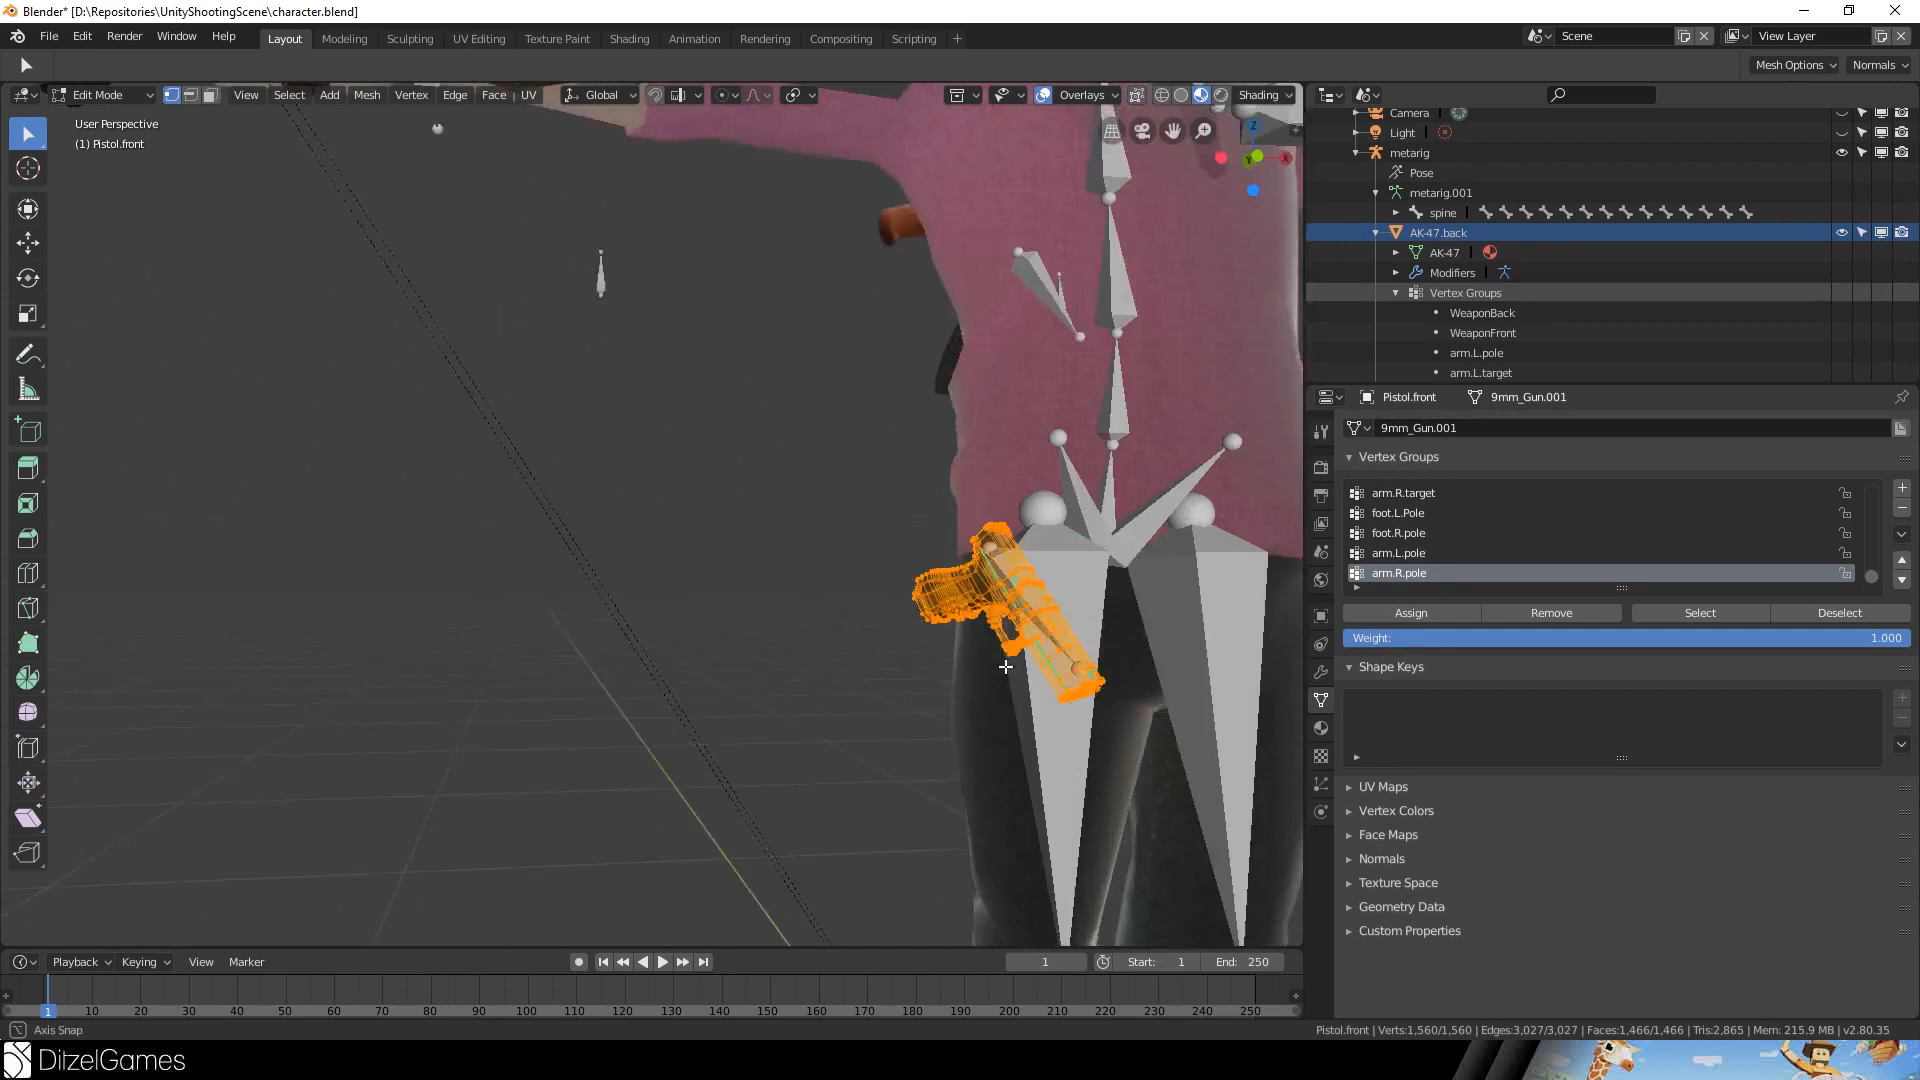 Blender* [D:\Repositories\UnityShootingScene\character.blend]
File Edit Render Window Help Layout Modeling Sculpting UV Editing Texture Paint Shading Animation Rendering Compositing Scripting + Scene View Layer
Mesh Options Normals
Edit Mode View Select Add Mesh Vertex Edge Face UV Global Overlays Shading
User Perspective
(1) Pistol.front
Z
Y
X
Camera
Light
metarig
Pose
metarig.001
spine
AK-47.back
AK-47
Modifiers
Vertex Groups
WeaponBack
WeaponFront
arm.L.pole
arm.L.target
Pistol.front 9mm_Gun.001
9mm_Gun.001
Vertex Groups
arm.R.target
foot.L.Pole
foot.R.pole
arm.L.pole
arm.R.pole
Assign Remove Select Deselect
Weight: 1.000
Shape Keys
UV Maps
Vertex Colors
Face Maps
Normals
Texture Space
Geometry Data
Custom Properties
Playback Keying View Marker 1 Start: 1 End: 250
1 10 20 30 40 50 60 70 80 90 100 110 120 130 140 150 160 170 180 190 200 210 220 230 240 250
Axis Snap
Pistol.front | Verts:1,560/1,560 | Edges:3,027/3,027 | Faces:1,466/1,466 | Tris:2,865 | Mem: 215.9 MB | v2.80.35
DitzelGames